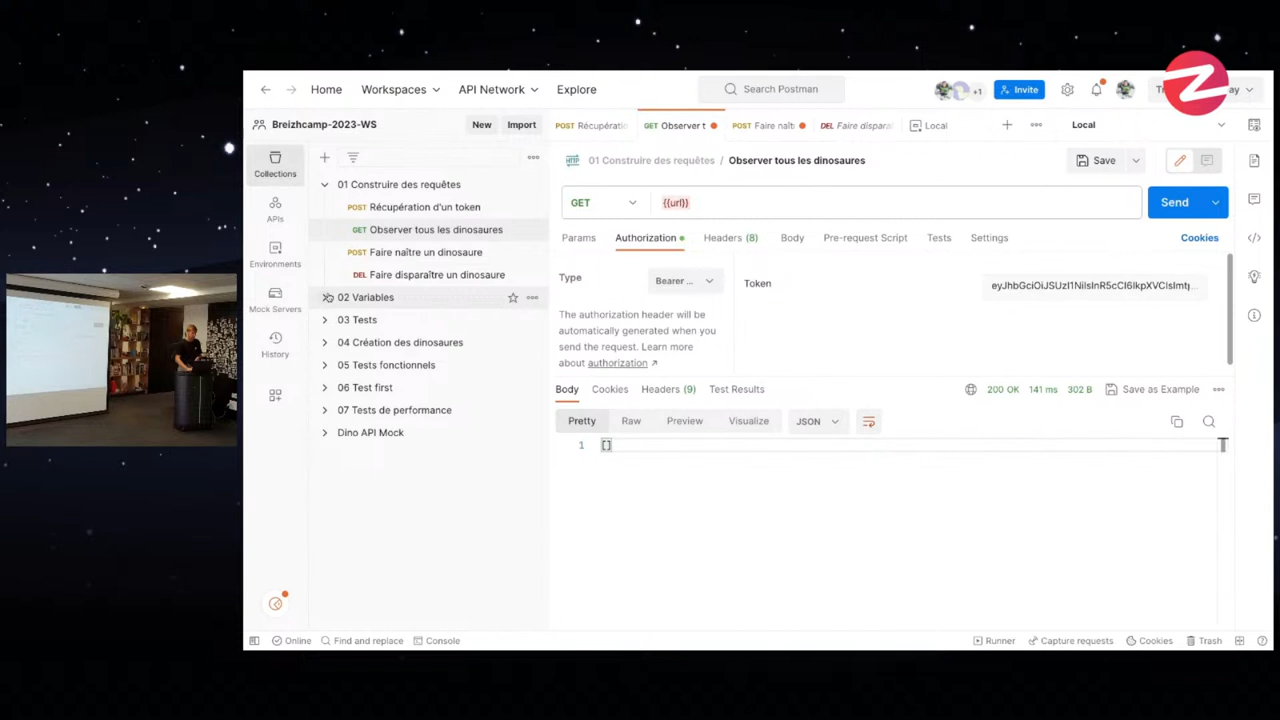 Home Workspaces API Network Explore Search Postman +1 Invite
Breizhcamp-2023-WS New Import POST Récupératio GET Observer t POST Faire naîtr DEL Faire dispara Local Local
Collections
APIs
Environments
Mock Servers
History
01 Construire des requêtes
POST Récupération d'un token
GET Observer tous les dinosaures
POST Faire naître un dinosaure
DEL Faire disparaître un dinosaure
02 Variables
03 Tests
04 Création des dinosaures
05 Tests fonctionnels
06 Test first
07 Tests de performance
Dino API Mock
HTTP 01 Construire des requêtes / Observer tous les dinosaures Save
GET {{url}} Send
Params Authorization Headers (8) Body Pre-request Script Tests Settings Cookies
Type Bearer ... Token
The authorization header will
automatically generated when you
send the request. Learn more
about authorization
Body Cookies Headers (9) Test Results 200 OK 141 ms 302 B Save as Example
Pretty Raw Preview Visualize JSON
1 []
Online Find and replace Console Runner Capture requests Cookies Trash